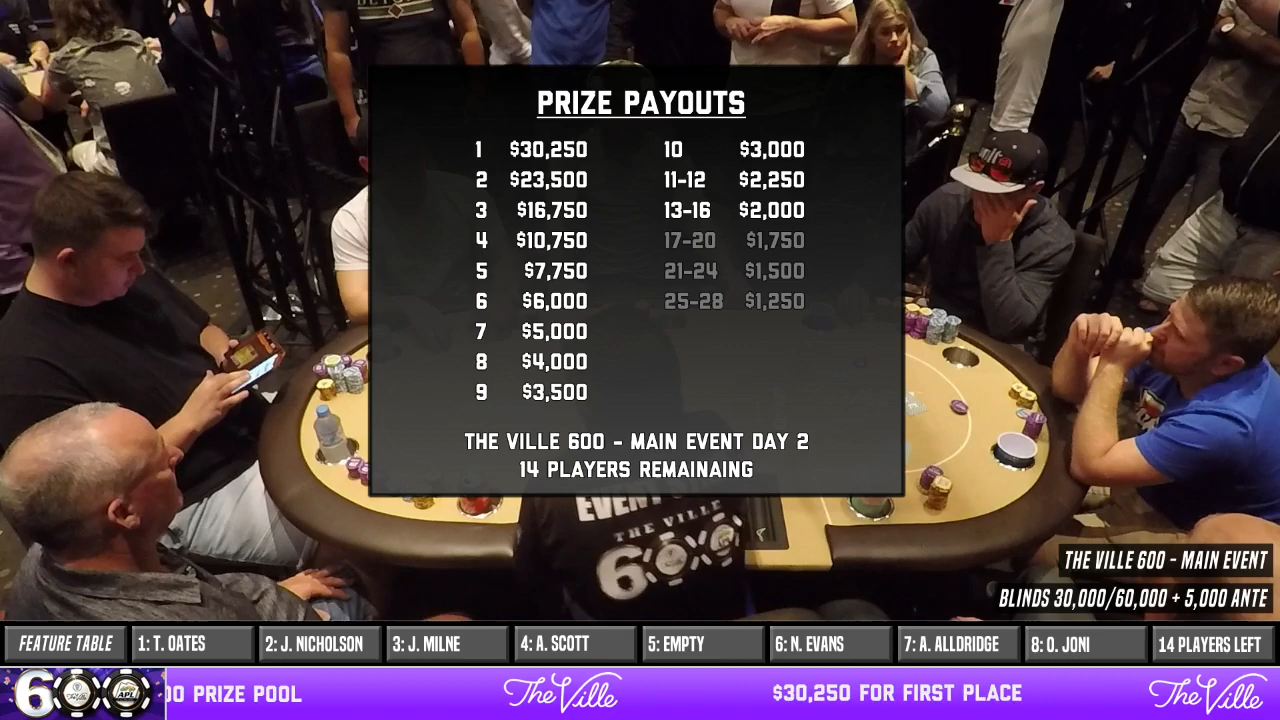 PRIZE PAYOUTS
1 $30,250 10 $3,000
2 $23,500 11-12 $2,250
3 $16,750 13-16 $2,000
4 $10,750 17-20 $1,750
5 $7,750 21-24 $1,500
6 $6,000 25-28 $1,250
7 $5,000
8 $4,000
9 $3,500
THE VILLE 600 - MAIN EVENT DAY 2
14 PLAYERS REMAINAING
EVENT
THE VILLE
600
THE VILLE 600 - MAIN EVENT
BLINDS 30,000/60,000 + 5,000 ANTE
FEATURE TABLE 1: T. OATES 2: J. NICHOLSON 3: J. MILNE 4: A. SCOTT 5: EMPTY 6: N. EVANS 7: A. ALLDRIDGE 8: O. JONI 14 PLAYERS LEFT
600 The Ville APL 00 PRIZE POOL The Ville $30,250 FOR FIRST PLACE The Ville